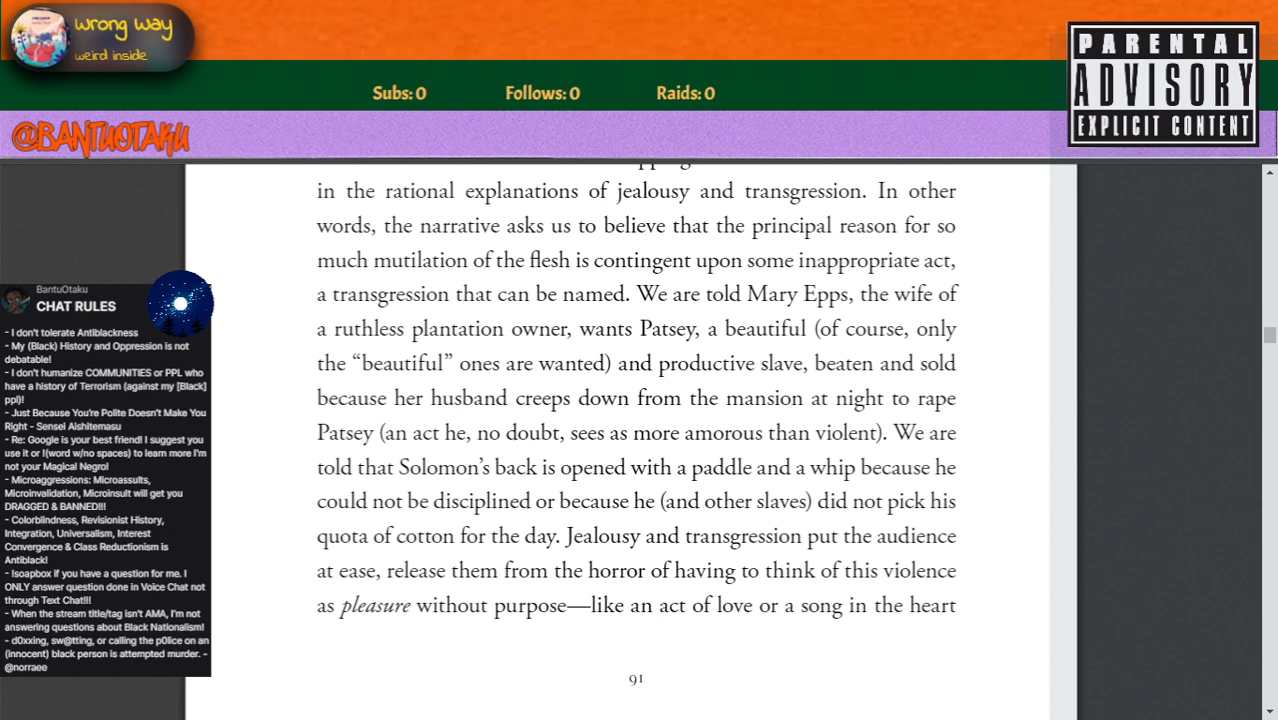 wrong way
weird inside
Subs: 0
Follows: 0
Raids: 0
PARENTAL
ADVISORY
EXPLICIT CONTENT
@BANTUOTAKU
in the rational explanations of jealousy and transgression. In other
words, the narrative asks us to believe that the principal reason for so
much mutilation of the flesh is contingent upon some inappropriate act,
a transgression that can be named. We are told Mary Epps, the wife of
a ruthless plantation owner, wants Patsey, a beautiful (of course, only
the “beautiful” ones are wanted) and productive slave, beaten and sold
because her husband creeps down from the mansion at night to rape
Patsey (an act he, no doubt, sees as more amorous than violent). We are
told that Solomon’s back is opened with a paddle and a whip because he
could not be disciplined or because he (and other slaves) did not pick his
quota of cotton for the day. Jealousy and transgression put the audience
at ease, release them from the horror of having to think of this violence
as pleasure without purpose—like an act of love or a song in the heart
91
BantuOtaku
CHAT RULES
- I don't tolerate Antiblackness
- My (Black) History and Oppression is not
debatable!
- I don't humanize COMMUNITIES or PPL who
have a history of Terrorism (against my [Black]
ppl)!
- Just Because You're Polite Doesn't Make You
Right - Sensei Aishitemasu
- Re: Google is your best friend! I suggest you
use it or !(word w/no spaces) to learn more I'm
not your Magical Negro!
- Microaggressions: Microassults,
Microinvalidation, Microinsult will get you
DRAGGED & BANNED!!!
- Colorblindness, Revisionist History,
Integration, Universalism, Interest
Convergence & Class Reductionism is
Antiblack!
- !soapbox if you have a question for me. I
ONLY answer question done in Voice Chat not
through Text Chat!!!
- When the stream title/tag isn't AMA, I'm not
answering questions about Black Nationalism!
- d0xxing, sw@tting, or calling the p0lice on an
(innocent) black person is attempted murder. -
@norraee